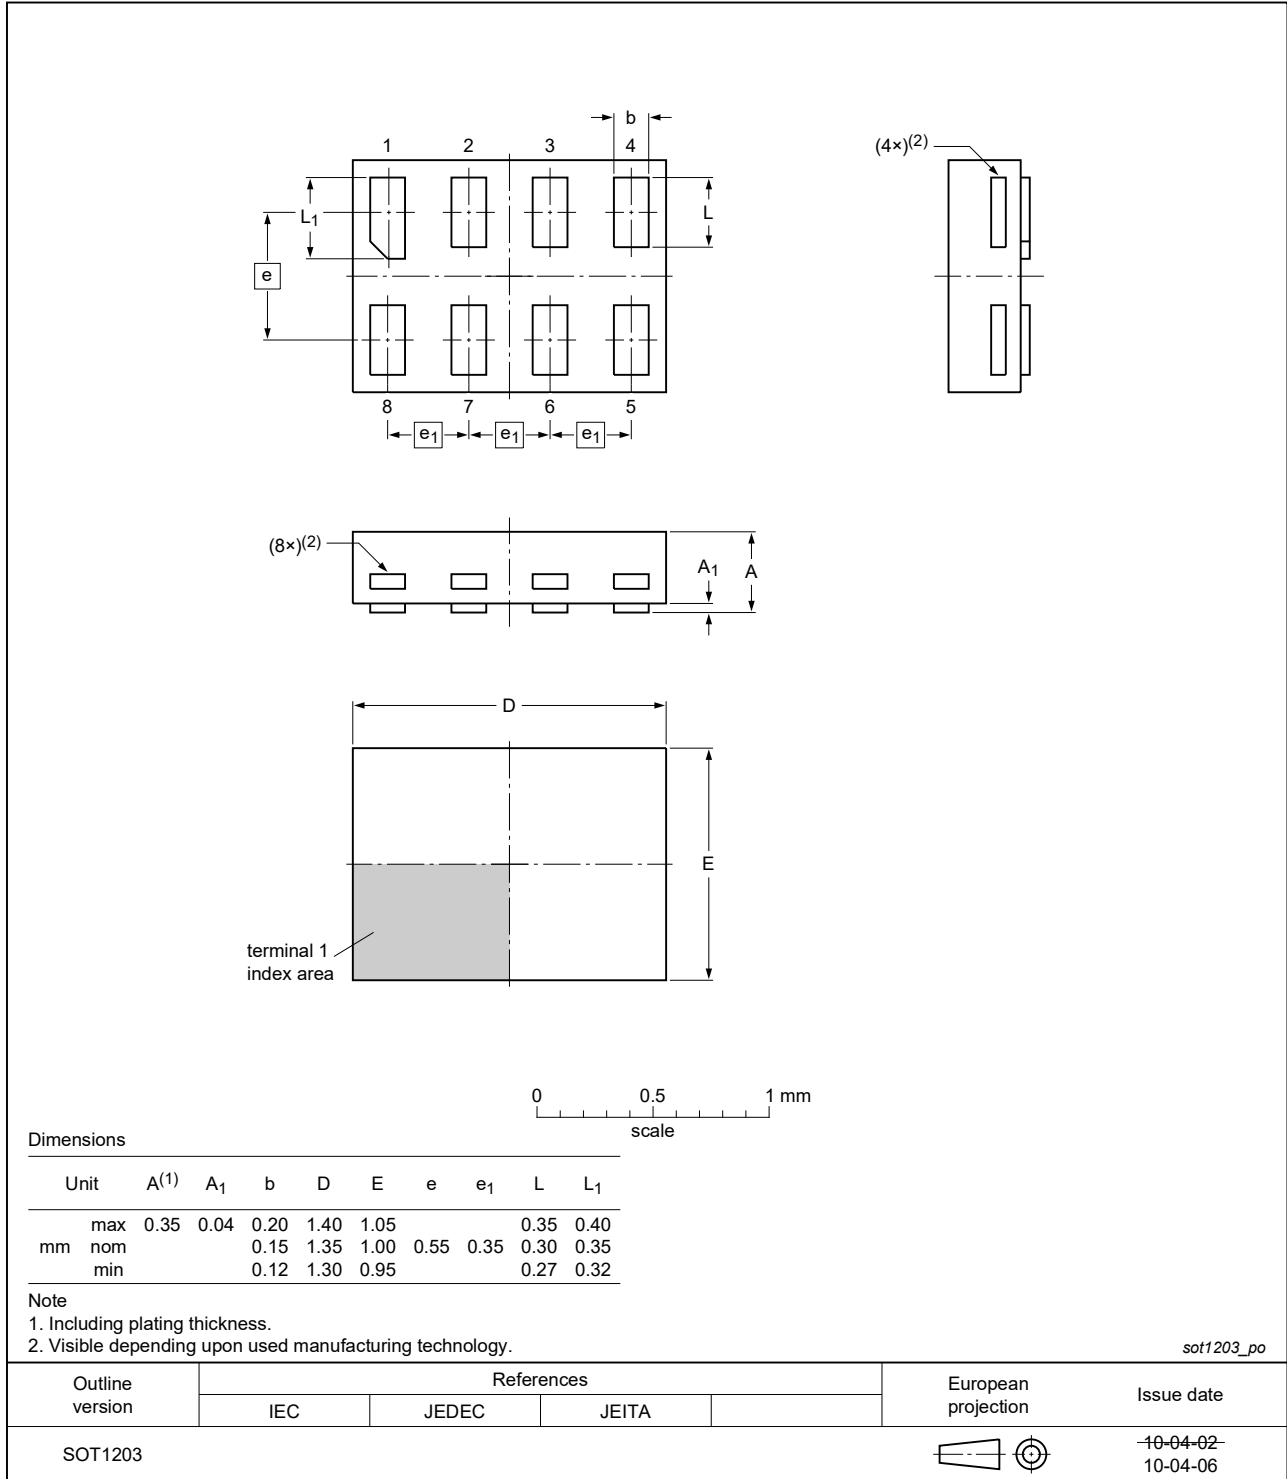 b
1 2 3 4
(4×)(2)
L1
L
e
8 7 6 5
e1 e1 e1
(8×)(2)
A1
A
D
E
terminal 1
index area
0 0.5 1 mm
scale
Dimensions
Unit A(1) A1 b D E e e1 L L1
max 0.35 0.04 0.20 1.40 1.05 0.35 0.40
mm nom 0.15 1.35 1.00 0.55 0.35 0.30 0.35
min 0.12 1.30 0.95 0.27 0.32
Note
1. Including plating thickness.
2. Visible depending upon used manufacturing technology.
sot1203_po
Outline
version
References
IEC JEDEC JEITA
European
projection
Issue date
SOT1203
10-04-02
10-04-06